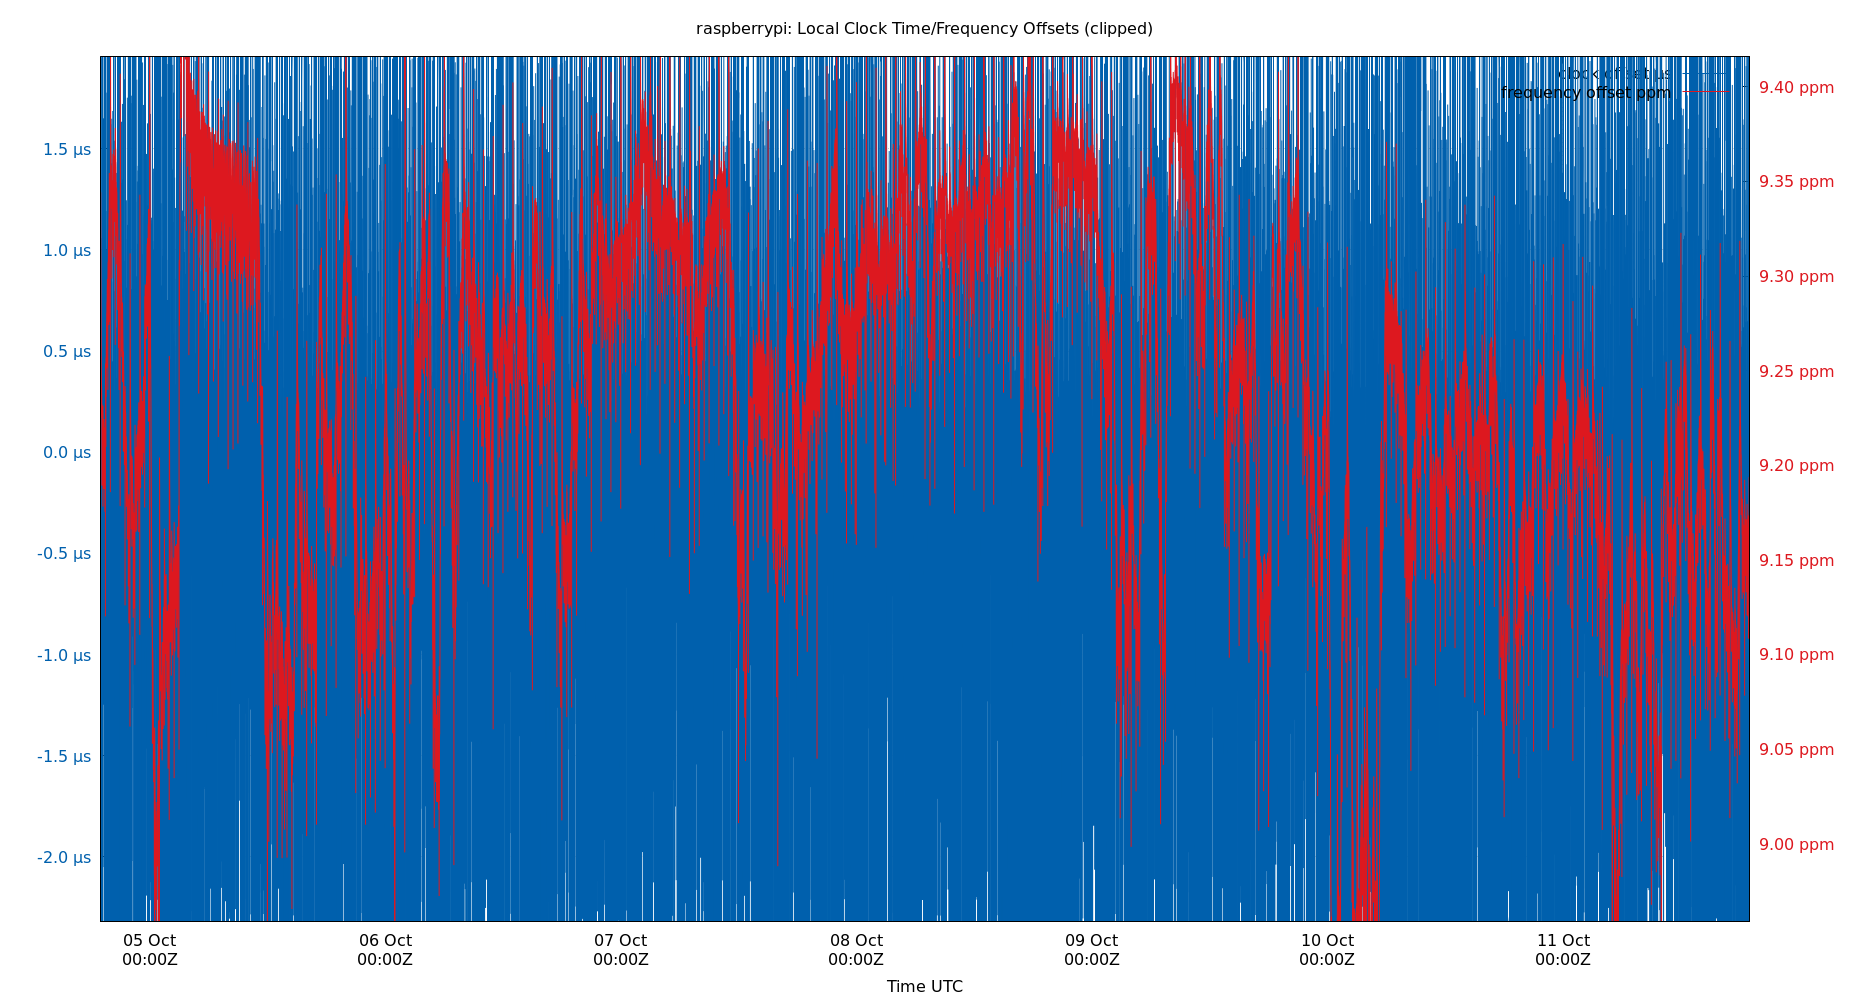 raspberrypi: Local Clock Time/Frequency Offsets (clipped)
clock offset µs
frequency offset ppm
1.5 µs
1.0 µs
0.5 µs
0.0 µs
-0.5 µs
-1.0 µs
-1.5 µs
-2.0 µs
9.40 ppm
9.35 ppm
9.30 ppm
9.25 ppm
9.20 ppm
9.15 ppm
9.10 ppm
9.05 ppm
9.00 ppm
05 Oct 06 Oct 07 Oct 08 Oct 09 Oct 10 Oct 11 Oct
00:00Z 00:00Z 00:00Z 00:00Z 00:00Z 00:00Z 00:00Z
Time UTC